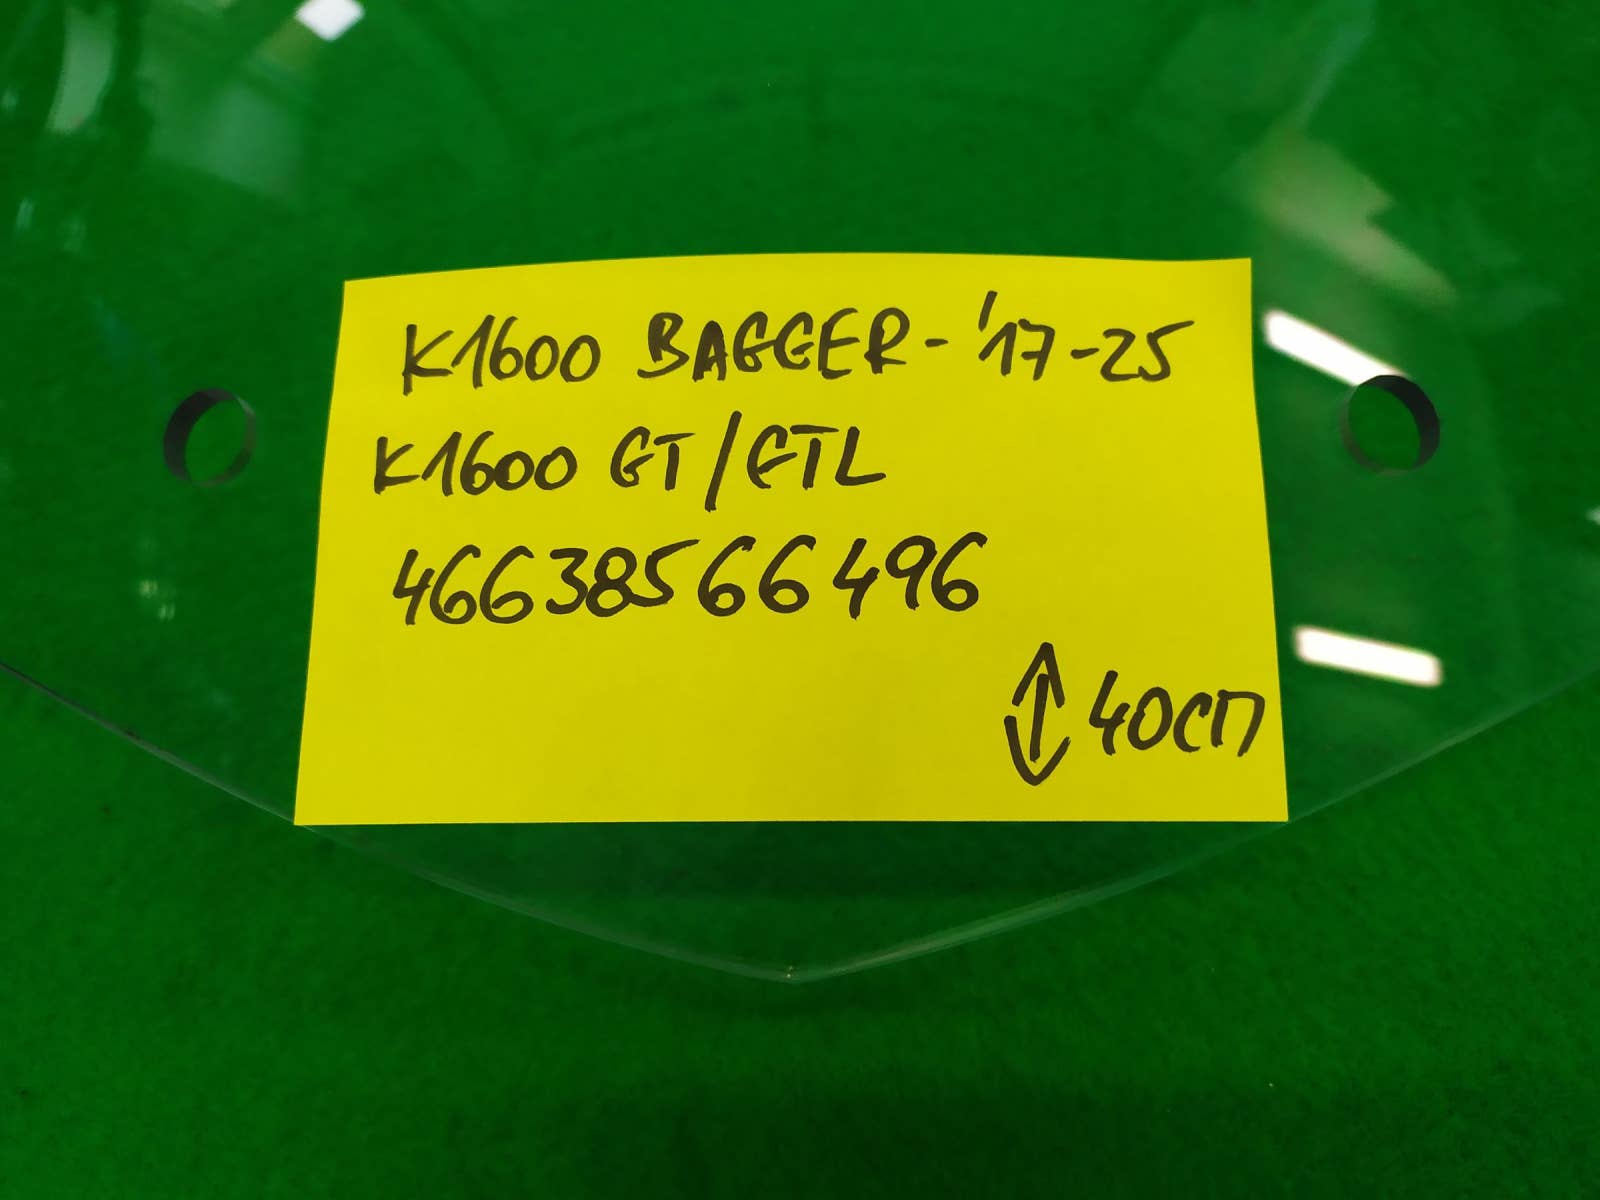 K1600 BAGGER - '17-25
K1600 GT/GTL
46638566496
↕ 40cm